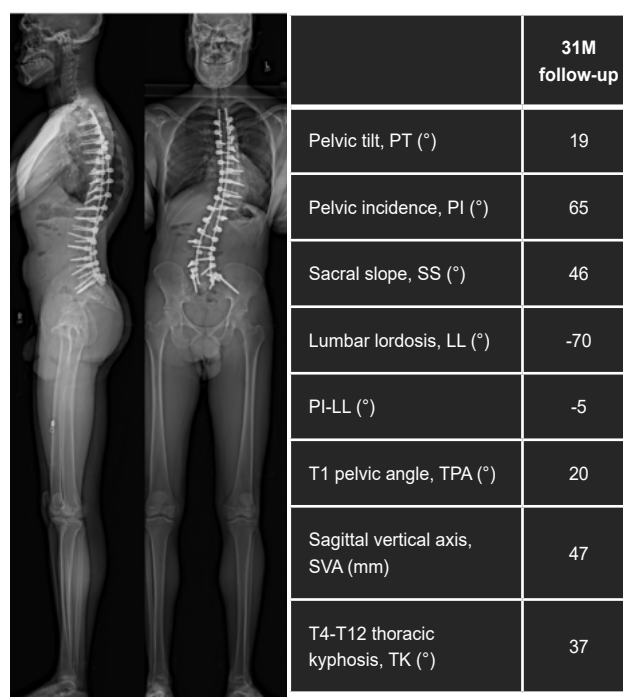 31M
follow-up
Pelvic tilt, PT (°) 19
Pelvic incidence, PI (°) 65
Sacral slope, SS (°) 46
Lumbar lordosis, LL (°) -70
PI-LL (°) -5
T1 pelvic angle, TPA (°) 20
Sagittal vertical axis,
SVA (mm) 47
T4-T12 thoracic
kyphosis, TK (°) 37